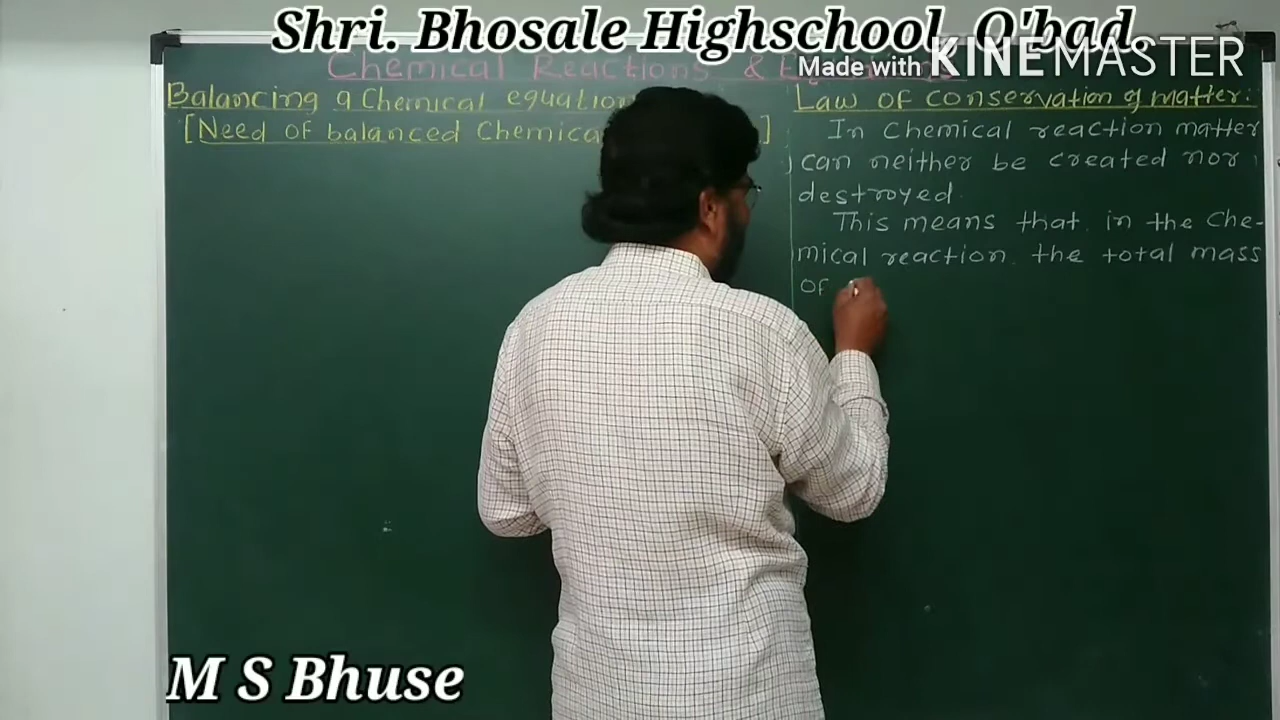 Shri. Bhosale Highschool, O'bad
Made with KINEMASTER
Chemical Reactions & E
Balancing a Chemical equation
[Need of balanced Chemica ]
Law of conservation of matter:
In Chemical reaction matter
can neither be created nor
destroyed.
This means that in the Che-
mical reaction the total mass
of
M S Bhuse